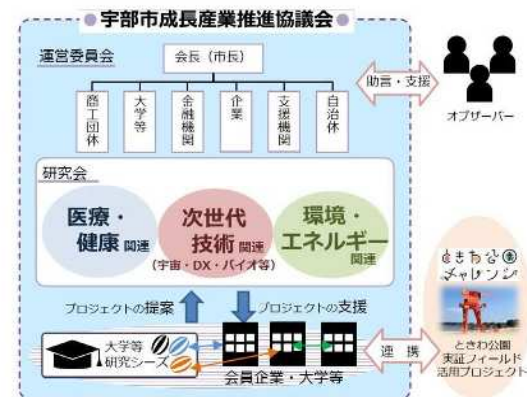 宇部市成長産業推進協議会
運営委員会
会長（市長）
商工団体
大学等
金融機関
企業
支援機関
自治体
助言・支援
オブザーバー
研究会
医療・
健康関連
次世代
技術関連
（宇宙・DX・バイオ等）
環境・
エネルギー関連
プロジェクトの提案
プロジェクトの支援
大学等
研究シーズ
会員企業・大学等
連携
ときわ公園
チャレンジ
ときわ公園
実証フィールド
活用プロジェクト